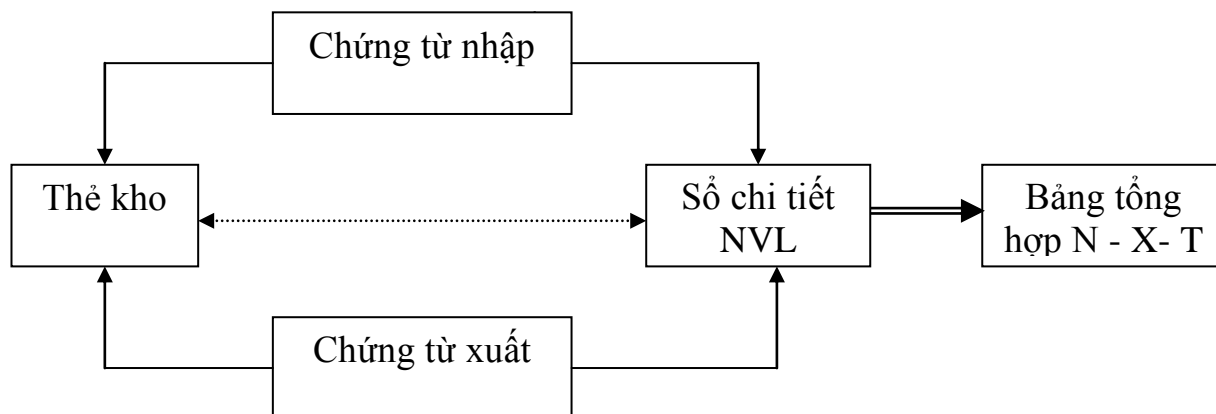 Chứng từ nhập
Thẻ kho
Sổ chi tiết
NVL
Bảng tổng
hợp N - X- T
Chứng từ xuất